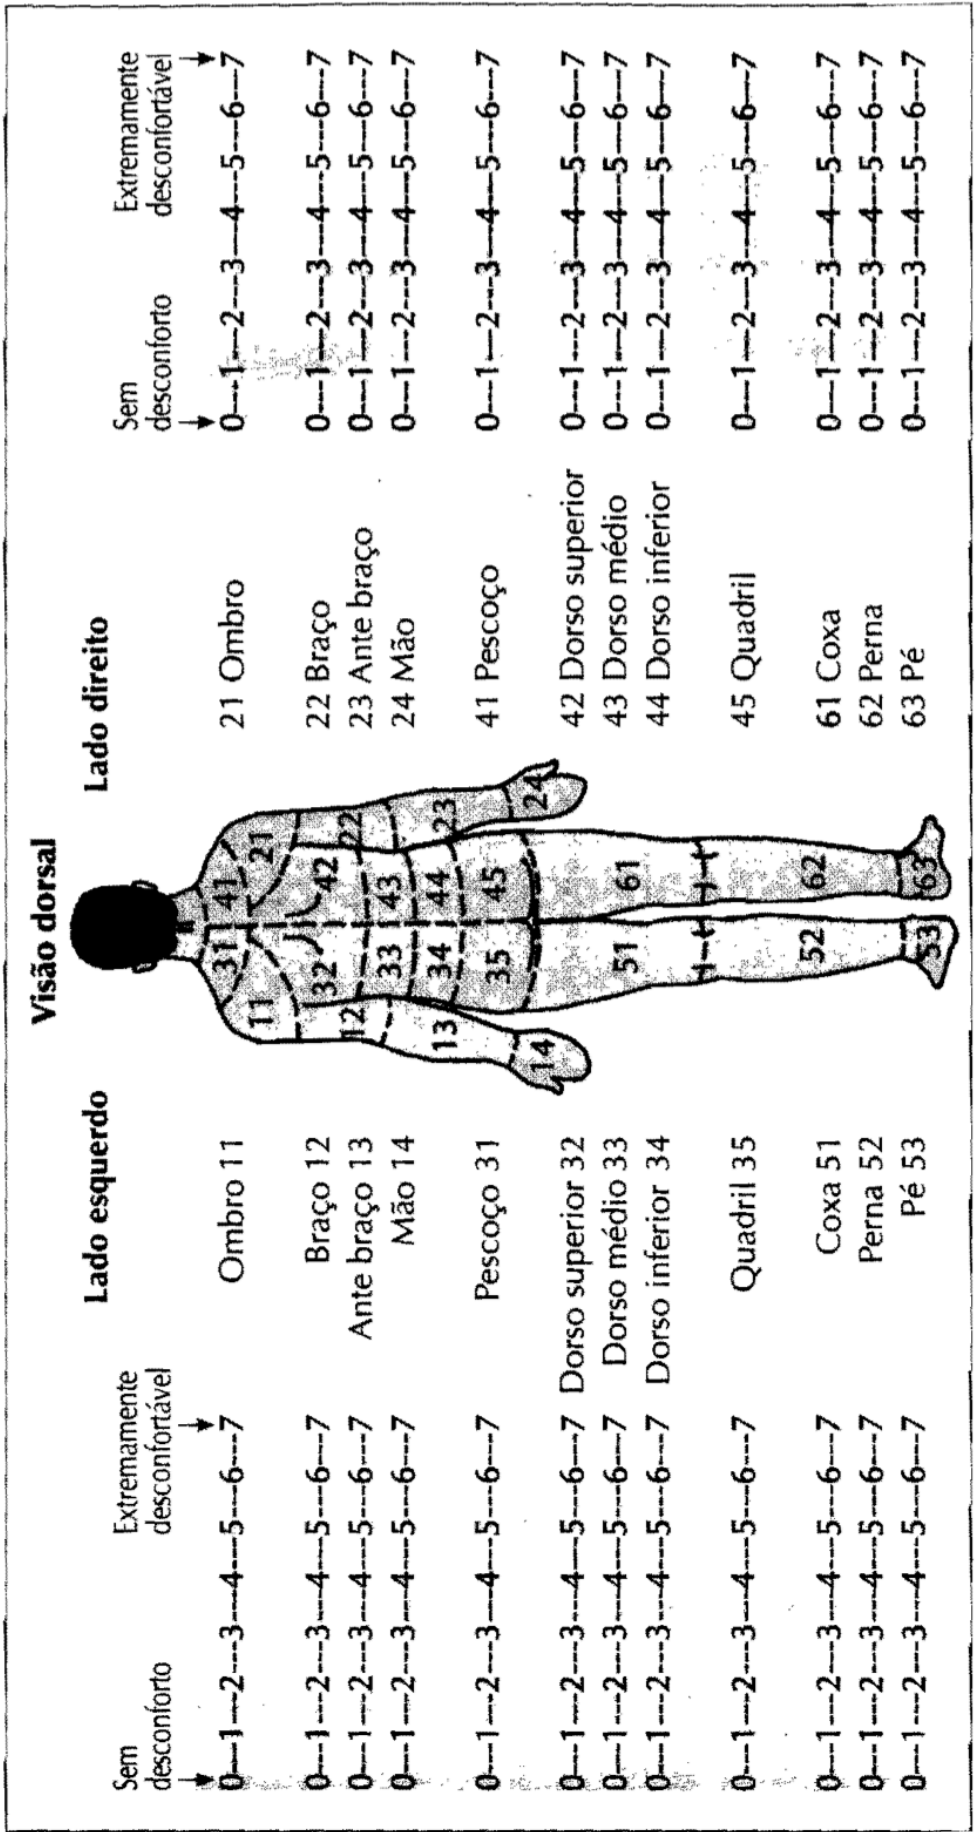 Visão dorsal
Lado esquerdo
Lado direito
Sem desconforto
Extremamente desconfortável
Sem desconforto
Extremamente desconfortável
0---1---2---3---4---5---6---7 Ombro 11
21 Ombro 0---1---2---3---4---5---6---7
0---1---2---3---4---5---6---7 Braço 12
22 Braço 0---1---2---3---4---5---6---7
0---1---2---3---4---5---6---7 Ante braço 13
23 Ante braço 0---1---2---3---4---5---6---7
0---1---2---3---4---5---6---7 Mão 14
24 Mão 0---1---2---3---4---5---6---7
0---1---2---3---4---5---6---7 Pescoço 31
41 Pescoço 0---1---2---3---4---5---6---7
0---1---2---3---4---5---6---7 Dorso superior 32
42 Dorso superior 0---1---2---3---4---5---6---7
0---1---2---3---4---5---6---7 Dorso médio 33
43 Dorso médio 0---1---2---3---4---5---6---7
0---1---2---3---4---5---6---7 Dorso inferior 34
44 Dorso inferior 0---1---2---3---4---5---6---7
0---1---2---3---4---5---6---7 Quadril 35
45 Quadril 0---1---2---3---4---5---6---7
0---1---2---3---4---5---6---7 Coxa 51
61 Coxa 0---1---2---3---4---5---6---7
0---1---2---3---4---5---6---7 Perna 52
62 Perna 0---1---2---3---4---5---6---7
0---1---2---3---4---5---6---7 Pé 53
63 Pé 0---1---2---3---4---5---6---7
31 41
11 21
32 42
12 22
33 43
13 23
34 44
35 45
14 24
51 61
52 62
53 63